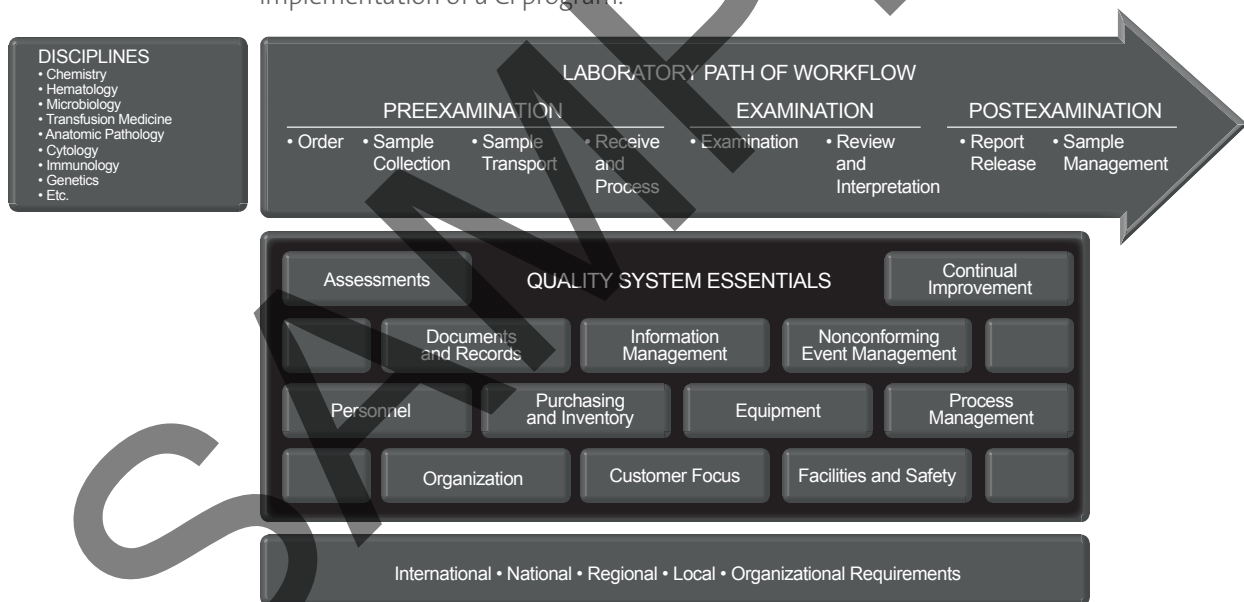 implementation of a CI program.
DISCIPLINES
• Chemistry
• Hematology
• Microbiology
• Transfusion Medicine
• Anatomic Pathology
• Cytology
• Immunology
• Genetics
• Etc.
LABORATORY PATH OF WORKFLOW
PREEXAMINATION
• Order
• Sample
Collection
• Sample
Transport
• Receive
and
Process
EXAMINATION
• Examination
• Review
and
Interpretation
POSTEXAMINATION
• Report
Release
• Sample
Management
QUALITY SYSTEM ESSENTIALS
Assessments
Continual
Improvement
Documents
and Records
Information
Management
Nonconforming
Event Management
Personnel
Purchasing
and Inventory
Equipment
Process
Management
Organization
Customer Focus
Facilities and Safety
International • National • Regional • Local • Organizational Requirements